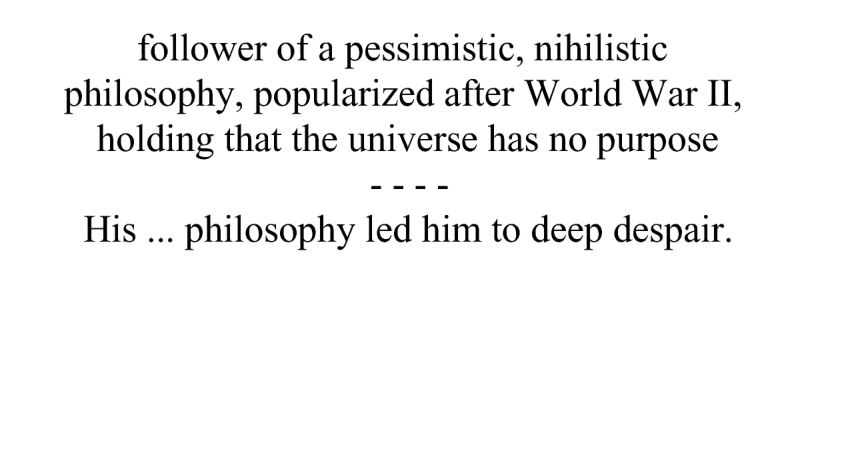 follower of a pessimistic, nihilistic
philosophy, popularized after World War II,
holding that the universe has no purpose
- - - -
His ... philosophy led him to deep despair.